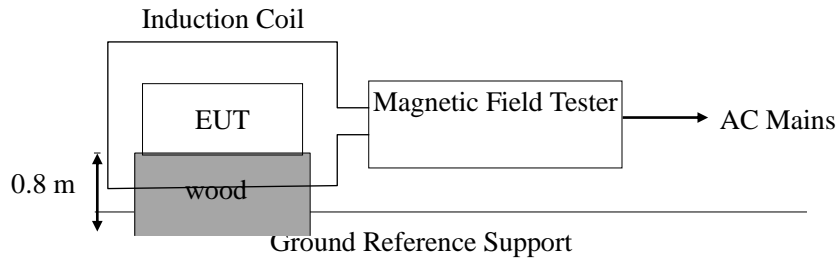 Induction Coil
Magnetic Field Tester
EUT
AC Mains
0.8 m
wood
Ground Reference Support